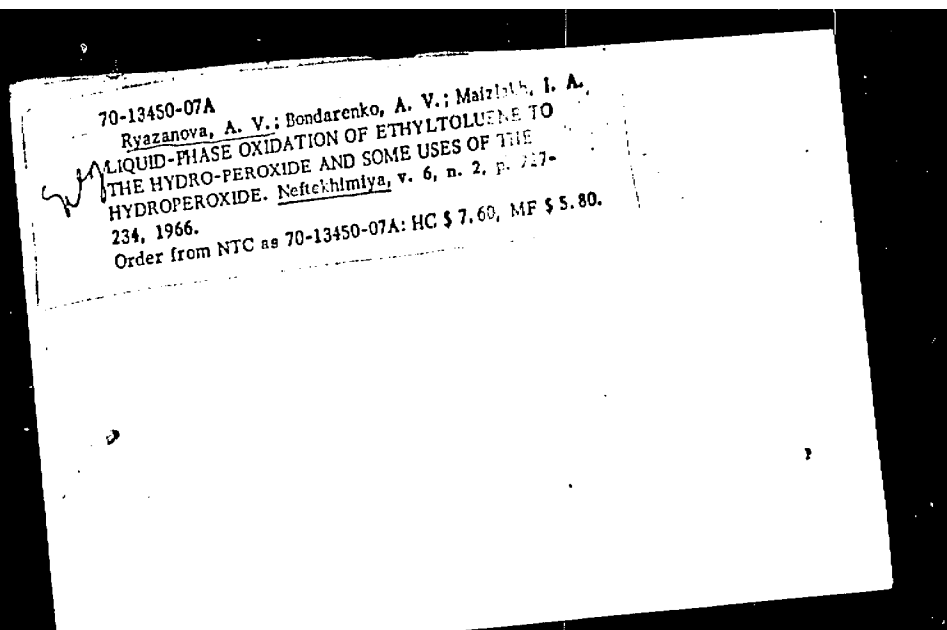 70-13450-07A
Ryazanova, A. V.; Bondarenko, A. V.; Maizlakh, I. A.
LIQUID-PHASE OXIDATION OF ETHYLTOLUENE TO
THE HYDRO-PEROXIDE AND SOME USES OF THE
HYDROPEROXIDE. Neftekhimiya, v. 6, n. 2, p.
234, 1966.
Order from NTC as 70-13450-07A: HC $ 7.60, MF $ 5.80.